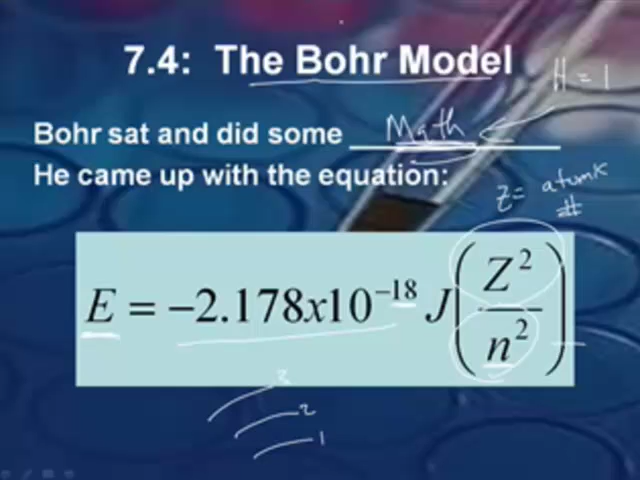 7.4: The Bohr Model
H = 1
Bohr sat and did some Math
He came up with the equation:
Z = atomic #
E = −2.178x10⁻¹⁸ J(Z²/n²)
3
2
1